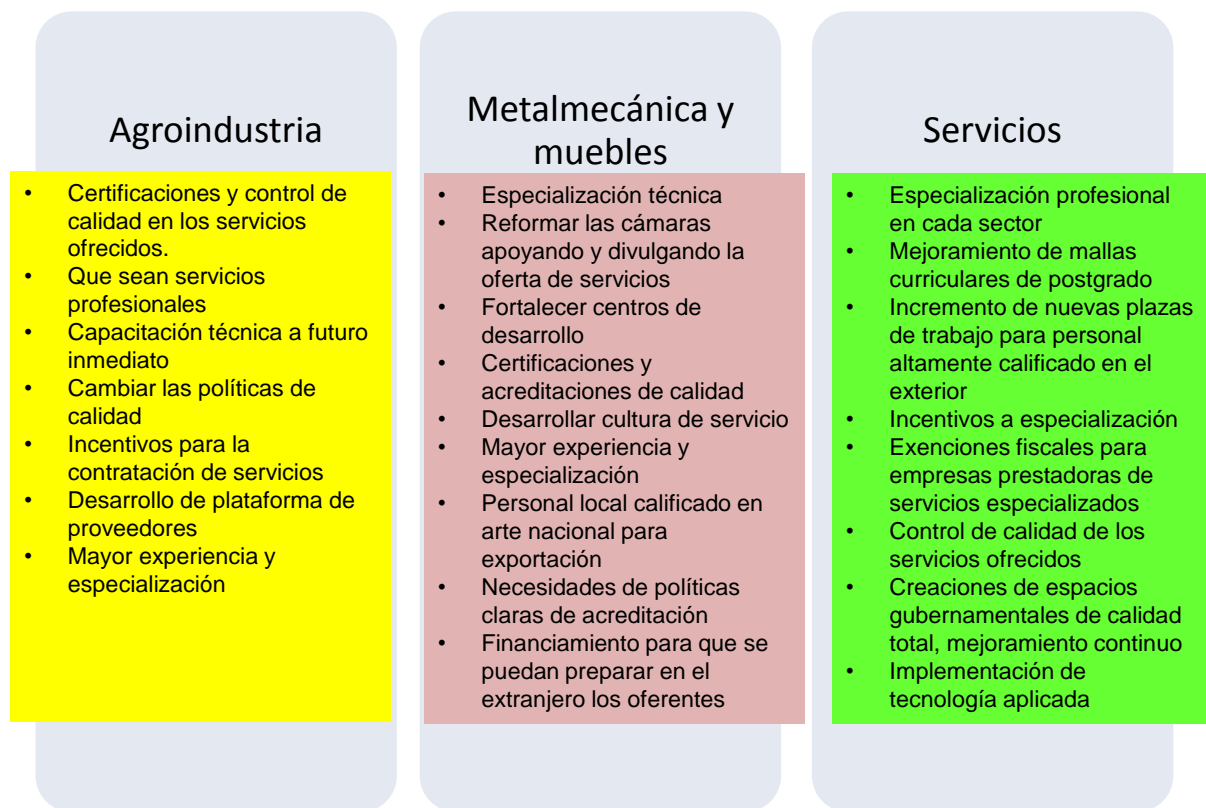 Agroindustria
• Certificaciones y control de
calidad en los servicios
ofrecidos.
• Que sean servicios
profesionales
• Capacitación técnica a futuro
inmediato
• Cambiar las políticas de
calidad
• Incentivos para la
contratación de servicios
• Desarrollo de plataforma de
proveedores
• Mayor experiencia y
especialización
Metalmecánica y
muebles
• Especialización técnica
• Reformar las cámaras
apoyando y divulgando la
oferta de servicios
• Fortalecer centros de
desarrollo
• Certificaciones y
acreditaciones de calidad
• Desarrollar cultura de servicio
• Mayor experiencia y
especialización
• Personal local calificado en
arte nacional para
exportación
• Necesidades de políticas
claras de acreditación
• Financiamiento para que se
puedan preparar en el
extranjero los oferentes
Servicios
• Especialización profesional
en cada sector
• Mejoramiento de mallas
curriculares de postgrado
• Incremento de nuevas plazas
de trabajo para personal
altamente calificado en el
exterior
• Incentivos a especialización
• Exenciones fiscales para
empresas prestadoras de
servicios especializados
• Control de calidad de los
servicios ofrecidos
• Creaciones de espacios
gubernamentales de calidad
total, mejoramiento continuo
• Implementación de
tecnología aplicada